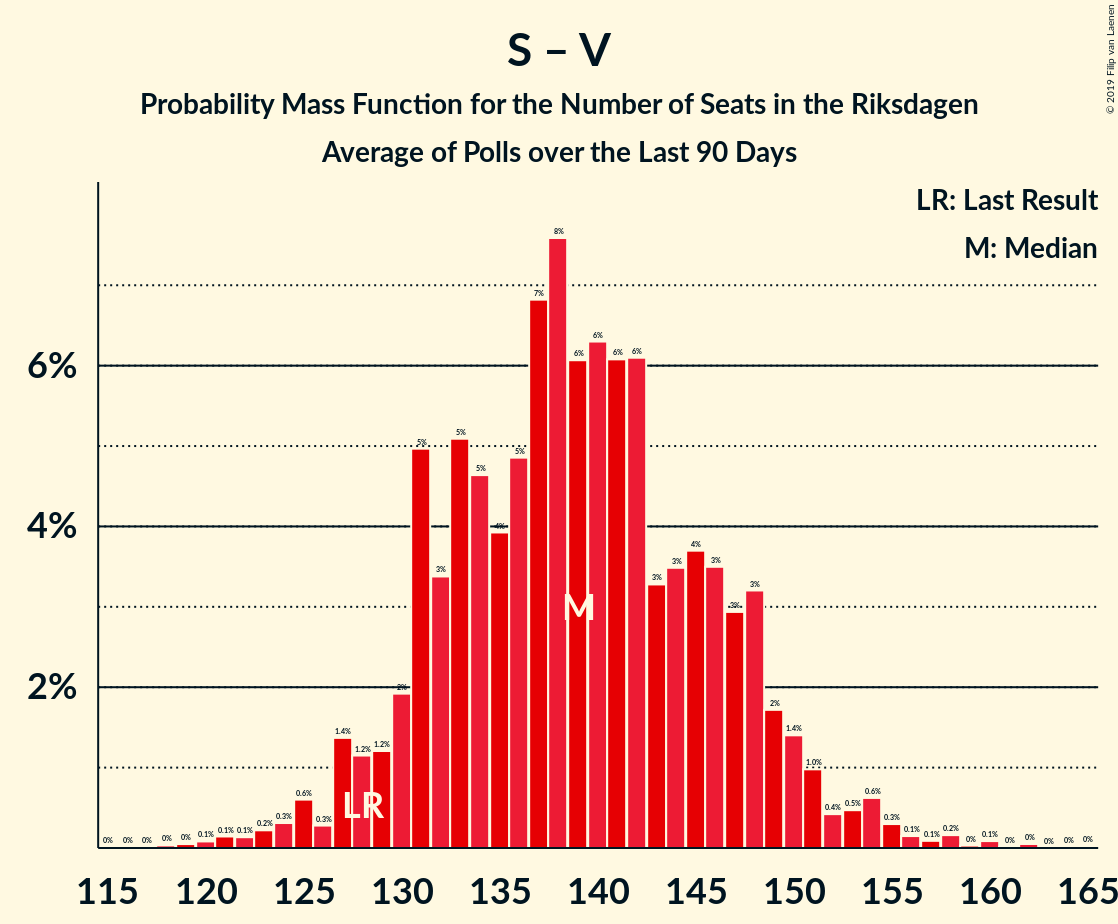 S – V
Probability Mass Function for the Number of Seats in the Riksdagen
Average of Polls over the Last 90 Days
© 2019 Filip van Laenen
LR: Last Result
M: Median
6%
4%
2%
0% 0% 0% 0% 0% 0.1% 0.1% 0.1% 0.2% 0.3% 0.6% 0.3% 1.4% 1.2% 1.2% 2% 5% 3% 5% 5% 4% 5% 7% 8% 6% 6% 6% 6% 3% 3% 4% 3% 3% 3% 2% 1.4% 1.0% 0.4% 0.5% 0.6% 0.3% 0.1% 0.1% 0.2% 0% 0.1% 0% 0% 0% 0% 0%
M
LR
115 120 125 130 135 140 145 150 155 160 165